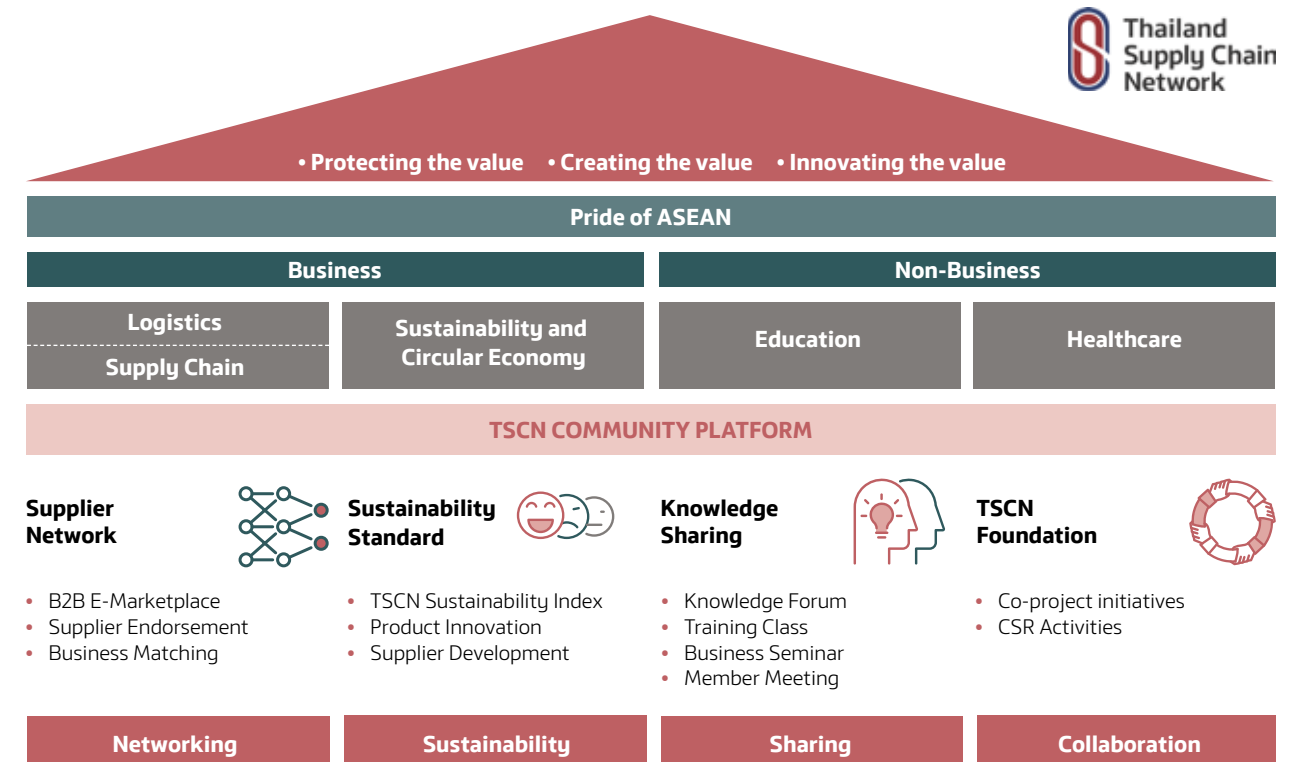 Thailand
Supply Chain
Network
• Protecting the value • Creating the value • Innovating the value
Pride of ASEAN
Business
Non-Business
Logistics
Supply Chain
Sustainability and
Circular Economy
Education
Healthcare
TSCN COMMUNITY PLATFORM
Supplier
Network
• B2B E-Marketplace
• Supplier Endorsement
• Business Matching
Sustainability
Standard
• TSCN Sustainability Index
• Product Innovation
• Supplier Development
Knowledge
Sharing
• Knowledge Forum
• Training Class
• Business Seminar
• Member Meeting
TSCN
Foundation
• Co-project initiatives
• CSR Activities
Networking
Sustainability
Sharing
Collaboration